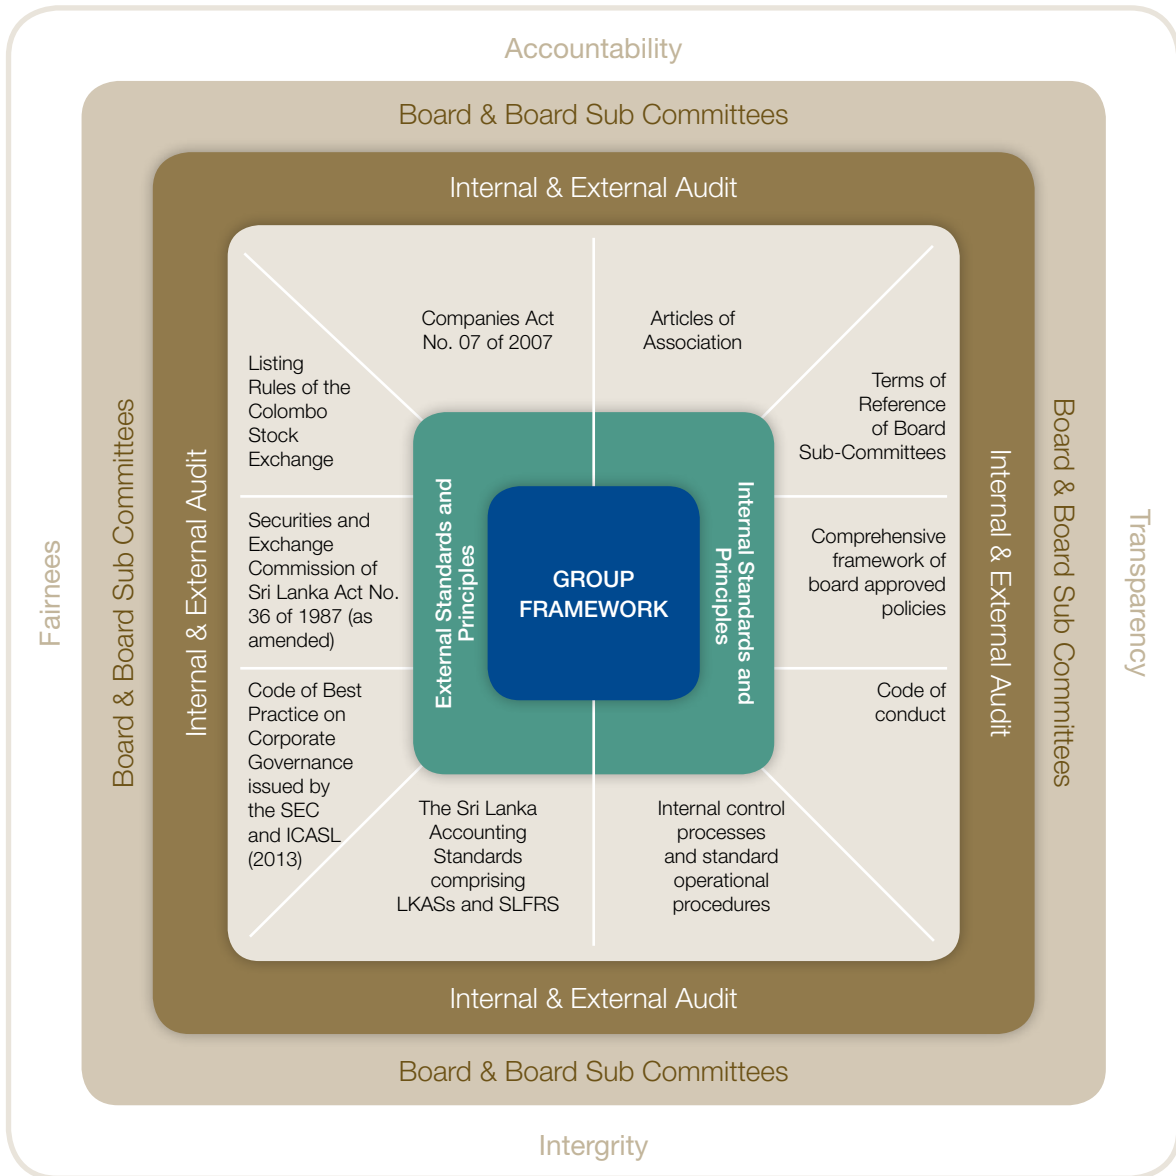 Accountability
Board & Board Sub Committees
Internal & External Audit
Companies Act
No. 07 of 2007
Articles of
Association
Listing
Rules of the
Colombo
Stock
Exchange
Terms of
Reference
of Board
Sub-Committees
Securities and
Exchange
Commission of
Sri Lanka Act No.
36 of 1987 (as
amended)
Comprehensive
framework of
board approved
policies
Code of Best
Practice on
Corporate
Governance
issued by
the SEC
and ICASL
(2013)
Code of
conduct
The Sri Lanka
Accounting
Standards
comprising
LKASs and SLFRS
Internal control
processes
and standard
operational
procedures
External Standards and
Principles
GROUP
FRAMEWORK
Internal Standards and
Principles
Fairnees
Board & Board Sub Committees
Internal & External Audit
Internal & External Audit
Board & Board Sub Committees
Transparency
Internal & External Audit
Board & Board Sub Committees
Intergrity